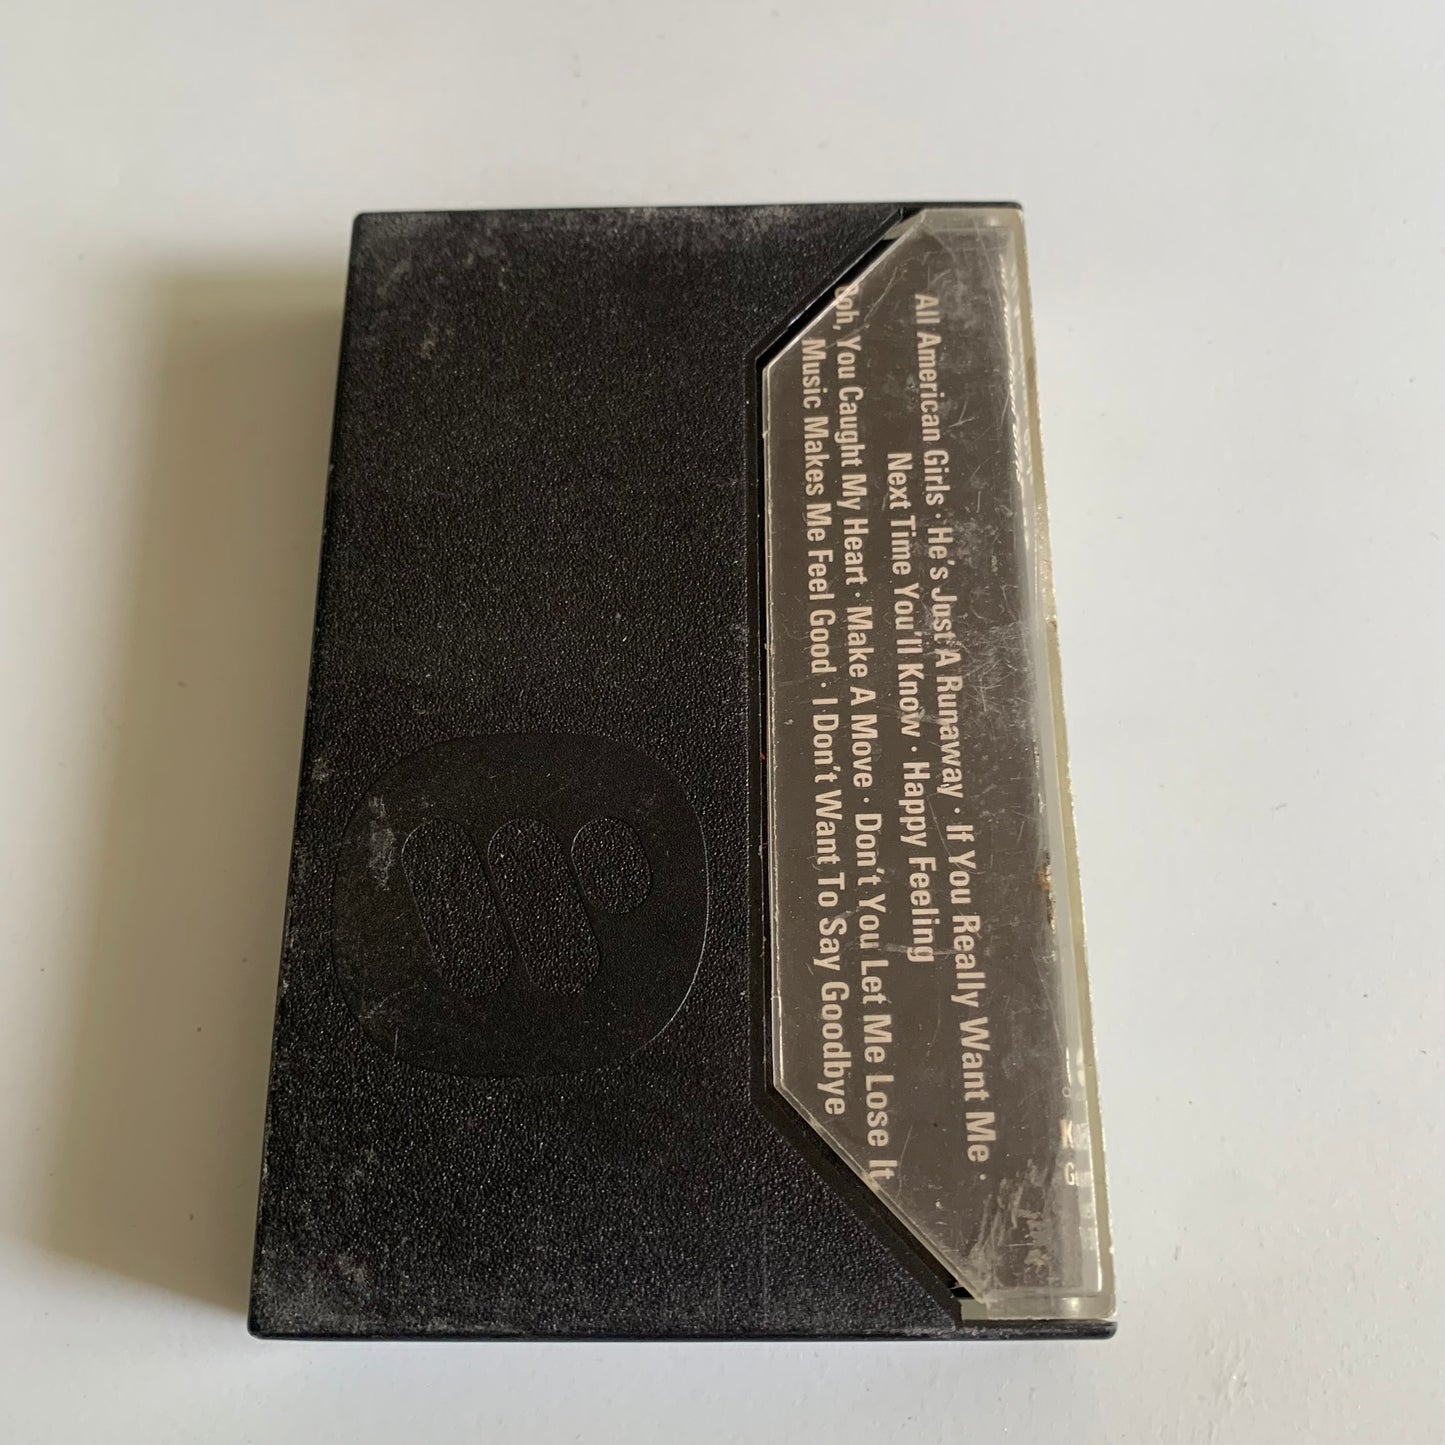 All American Girls · He's Just A Runaway · If You Really Want Me ·
Next Time You'll Know · Happy Feeling
Ooh, You Caught My Heart · Make A Move · Don't You Let Me Lose It
Music Makes Me Feel Good · I Don't Want To Say Goodbye
K
G